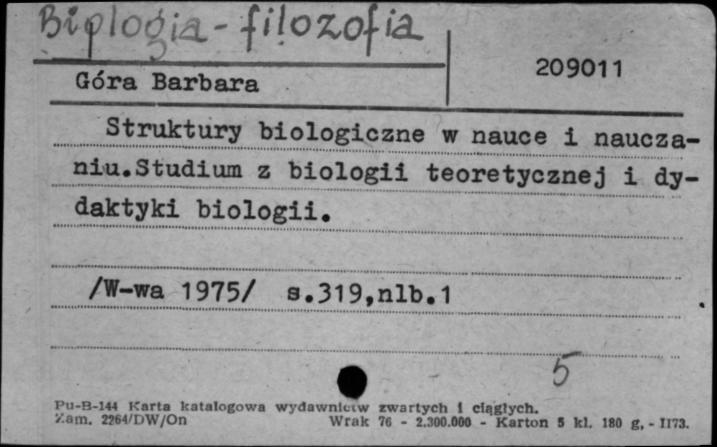 Biologia - filozofia
209011
Góra Barbara
Struktury biologiczne w nauce i naucza-
niu.Studium z biologii teoretycznej i dy-
daktyki biologii.
/W-wa 1975/ s.319,nlb.1
5
Pu-B-144 Karta katalogowa wydawnictw zwartych i ciągłych.
Zam. 2264/DW/On Wrak 76 - 2.300.000 - Karton 5 kl. 180 g. - II73.